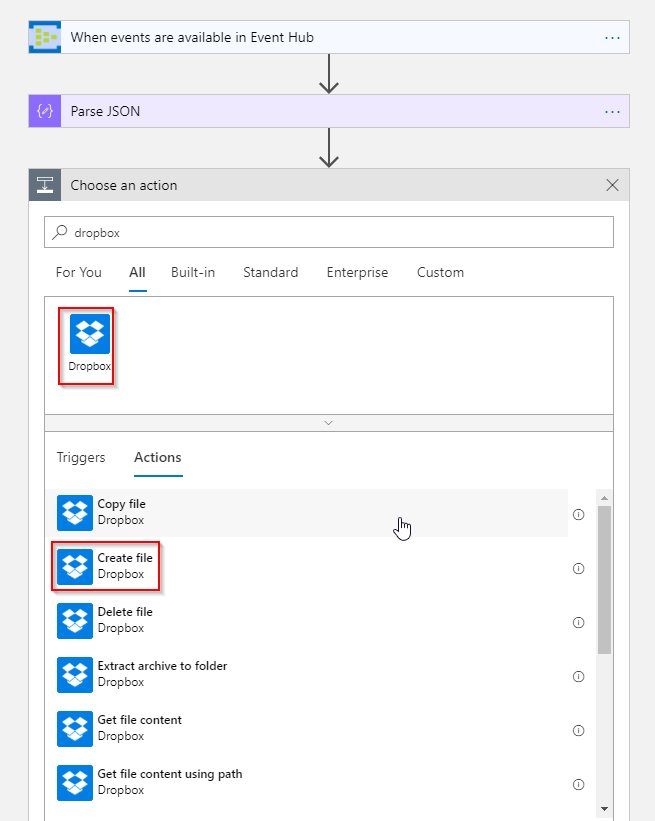 When events are available in Event Hub
...
Parse JSON
...
Choose an action
dropbox
For You All Built-in Standard Enterprise Custom
Dropbox
Triggers Actions
Copy file
Dropbox
Create file
Dropbox
Delete file
Dropbox
Extract archive to folder
Dropbox
Get file content
Dropbox
Get file content using path
Dropbox